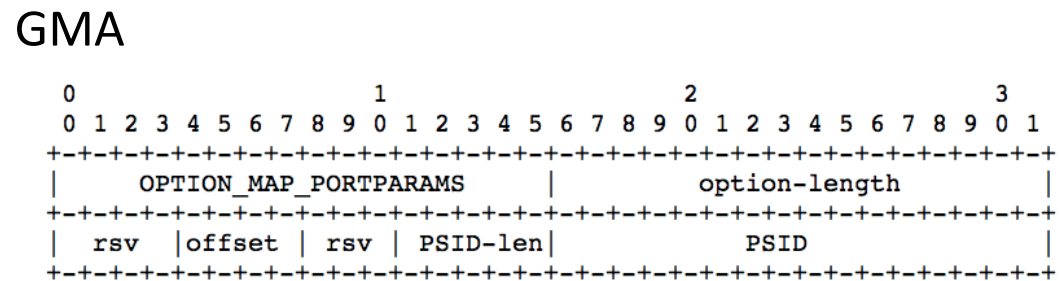 GMA
0                   1                   2                   3
0 1 2 3 4 5 6 7 8 9 0 1 2 3 4 5 6 7 8 9 0 1 2 3 4 5 6 7 8 9 0 1
+-+-+-+-+-+-+-+-+-+-+-+-+-+-+-+-+-+-+-+-+-+-+-+-+-+-+-+-+-+-+-+-+
|     OPTION_MAP_PORTPARAMS     |         option-length         |
+-+-+-+-+-+-+-+-+-+-+-+-+-+-+-+-+-+-+-+-+-+-+-+-+-+-+-+-+-+-+-+-+
|  rsv  |offset | rsv | PSID-len|            PSID               |
+-+-+-+-+-+-+-+-+-+-+-+-+-+-+-+-+-+-+-+-+-+-+-+-+-+-+-+-+-+-+-+-+